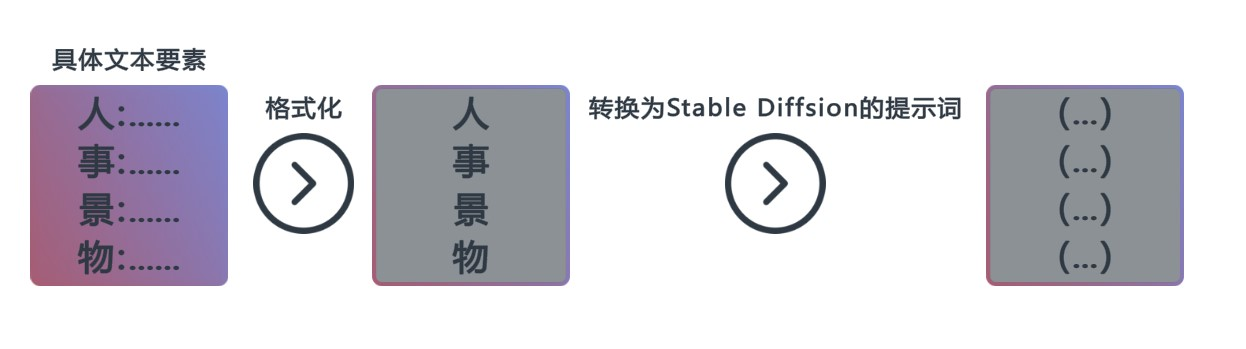 具体文本要素
人:......
事:......
景:......
物:......
格式化
人
事
景
物
转换为Stable Diffsion的提示词
(...)
(...)
(...)
(...)